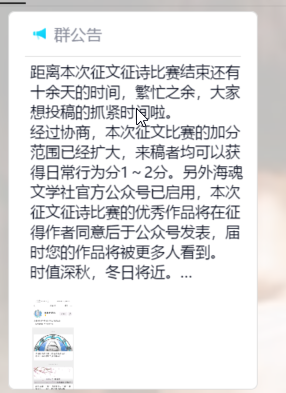 群公告
距离本次征文征诗比赛结束还有
十余天的时间，繁忙之余，大家
想投稿的抓紧时间啦。
经过协商，本次征文比赛的加分
范围已经扩大，来稿者均可以获
得日常行为分1～2分。另外海魂
文学社官方公众号已启用，本次
征文征诗比赛的优秀作品将在征
得作者同意后于公众号发表，届
时您的作品将被更多人看到。
时值深秋，冬日将近。...